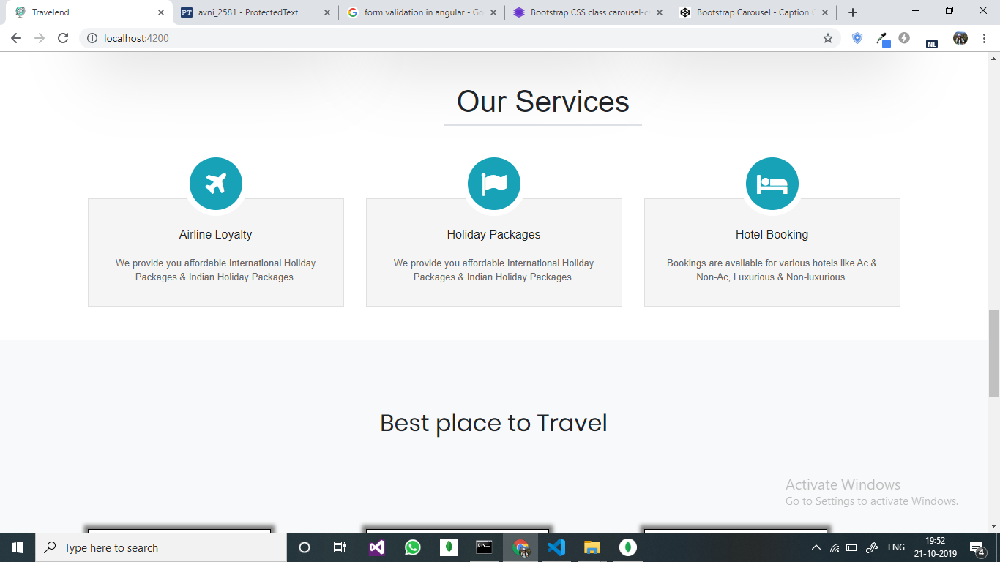 Travelend
avni_2581 - ProtectedText
form validation in angular - Go
Bootstrap CSS class carousel-c
Bootstrap Carousel - Caption C
localhost:4200
NL
Our Services
Airline Loyalty
We provide you affordable International Holiday
Packages & Indian Holiday Packages.
Holiday Packages
We provide you affordable International Holiday
Packages & Indian Holiday Packages.
Hotel Booking
Bookings are available for various hotels like Ac &
Non-Ac, Luxurious & Non-luxurious.
Best place to Travel
Activate Windows
Go to Settings to activate Windows.
Type here to search
ENG
19:52
21-10-2019
4